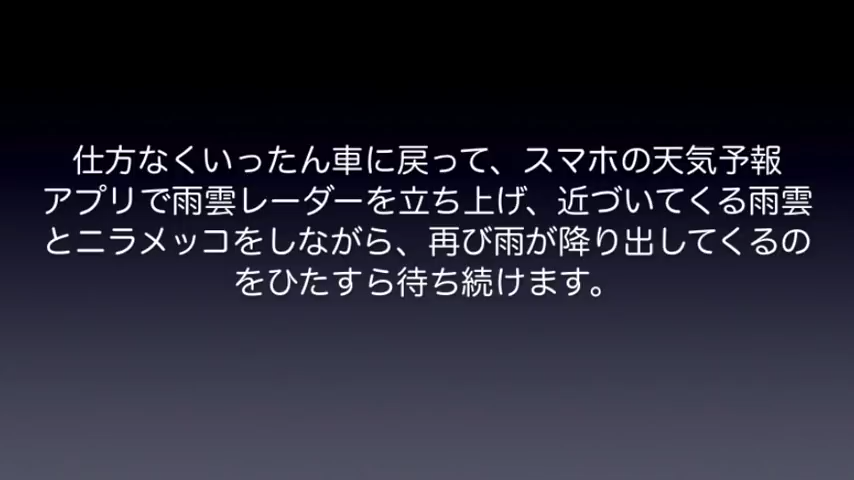 仕方なくいったん車に戻って、スマホの天気予報
アプリで雨雲レーダーを立ち上げ、近づいてくる雨雲
とニラメッコをしながら、再び雨が降り出してくるの
をひたすら待ち続けます。